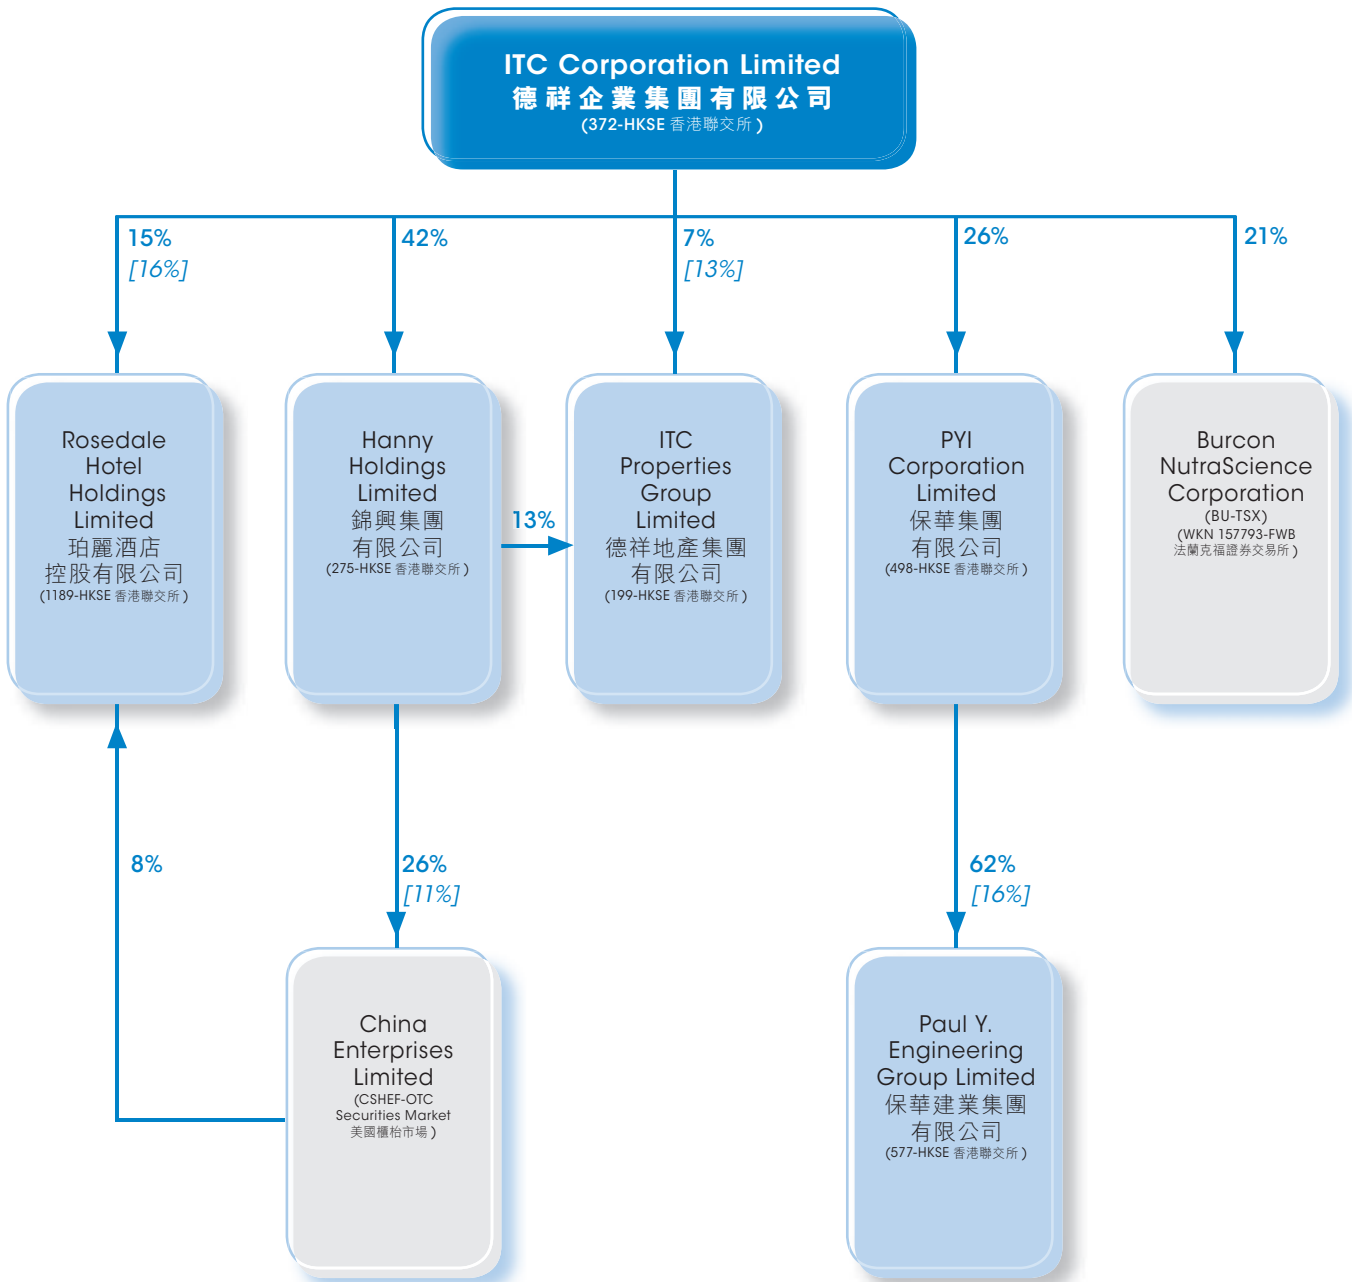 ITC Corporation Limited
德祥企業集團有限公司
(372-HKSE 香港聯交所)
15%
[16%]
42%
7%
[13%]
26%
21%
Rosedale
Hotel
Holdings
Limited
珀麗酒店
控股有限公司
(1189-HKSE 香港聯交所)
Hanny
Holdings
Limited
錦興集團
有限公司
(275-HKSE 香港聯交所)
13%
ITC
Properties
Group
Limited
德祥地產集團
有限公司
(199-HKSE 香港聯交所)
PYI
Corporation
Limited
保華集團
有限公司
(498-HKSE 香港聯交所)
Burcon
NutraScience
Corporation
(BU-TSX)
(WKN 157793-FWB
法蘭克福證券交易所)
8%
26%
[11%]
62%
[16%]
China
Enterprises
Limited
(CSHEF-OTC
Securities Market
美國櫃枱市場)
Paul Y.
Engineering
Group Limited
保華建業集團
有限公司
(577-HKSE 香港聯交所)